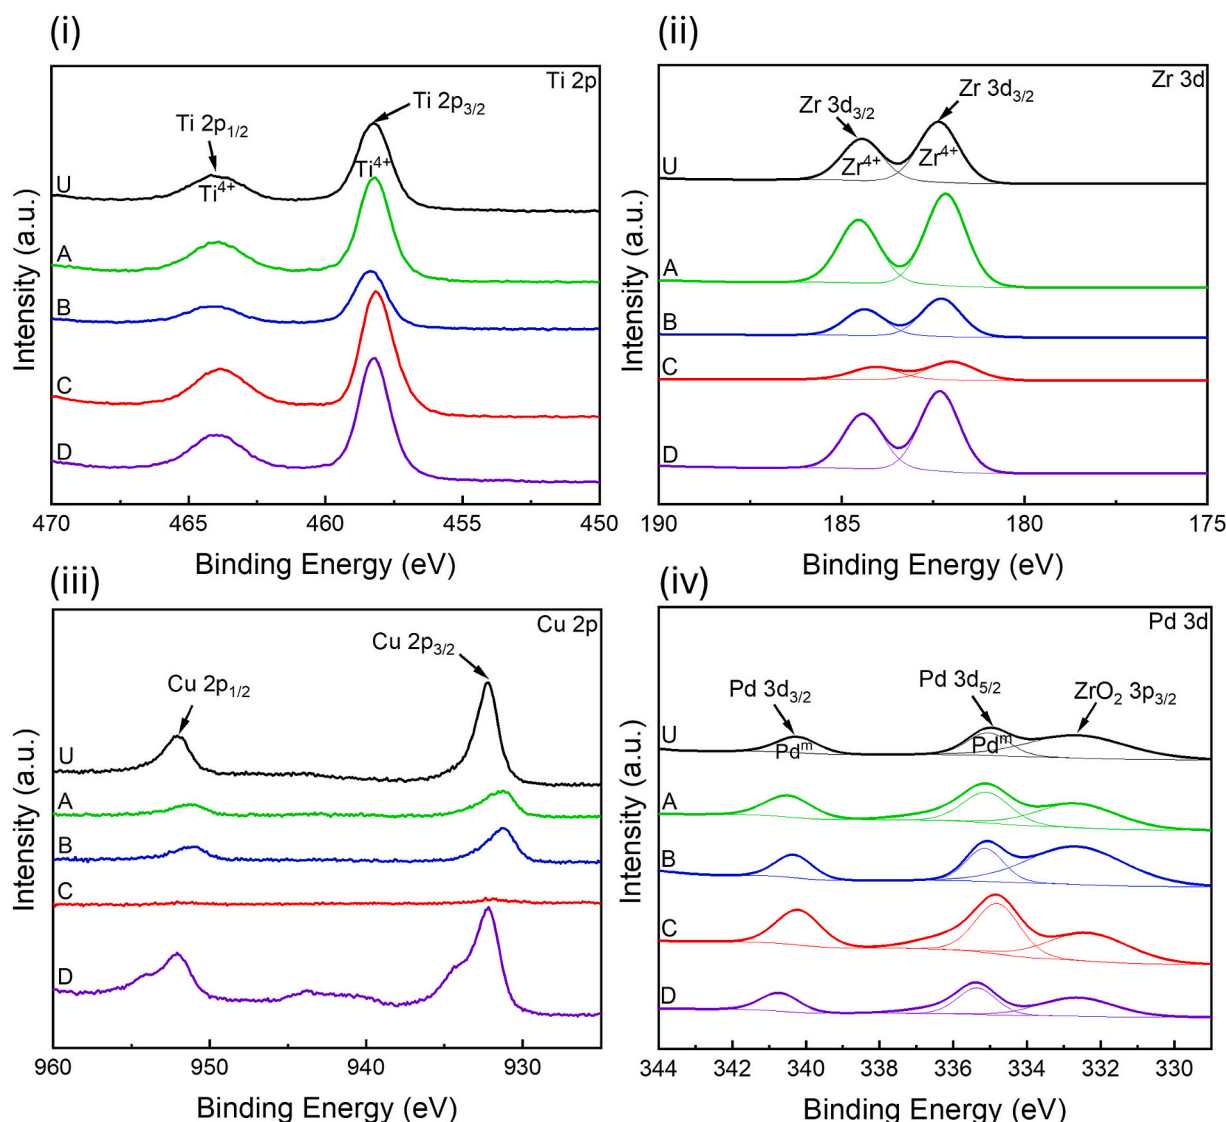 (i)
Ti 2p
Ti 2p3/2
Ti 2p1/2
Ti4+
Ti4+
U
A
B
C
D
Intensity (a.u.)
470 465 460 455 450
Binding Energy (eV)
(ii)
Zr 3d
Zr 3d3/2
Zr 3d3/2
Zr4+
Zr4+
U
A
B
C
D
Intensity (a.u.)
190 185 180 175
Binding Energy (eV)
(iii)
Cu 2p
Cu 2p3/2
Cu 2p1/2
U
A
B
C
D
Intensity (a.u.)
960 950 940 930
Binding Energy (eV)
(iv)
Pd 3d
Pd 3d3/2
Pd 3d5/2
ZrO2 3p3/2
U
Pdm
Pdm
A
B
C
D
Intensity (a.u.)
344 342 340 338 336 334 332 330
Binding Energy (eV)